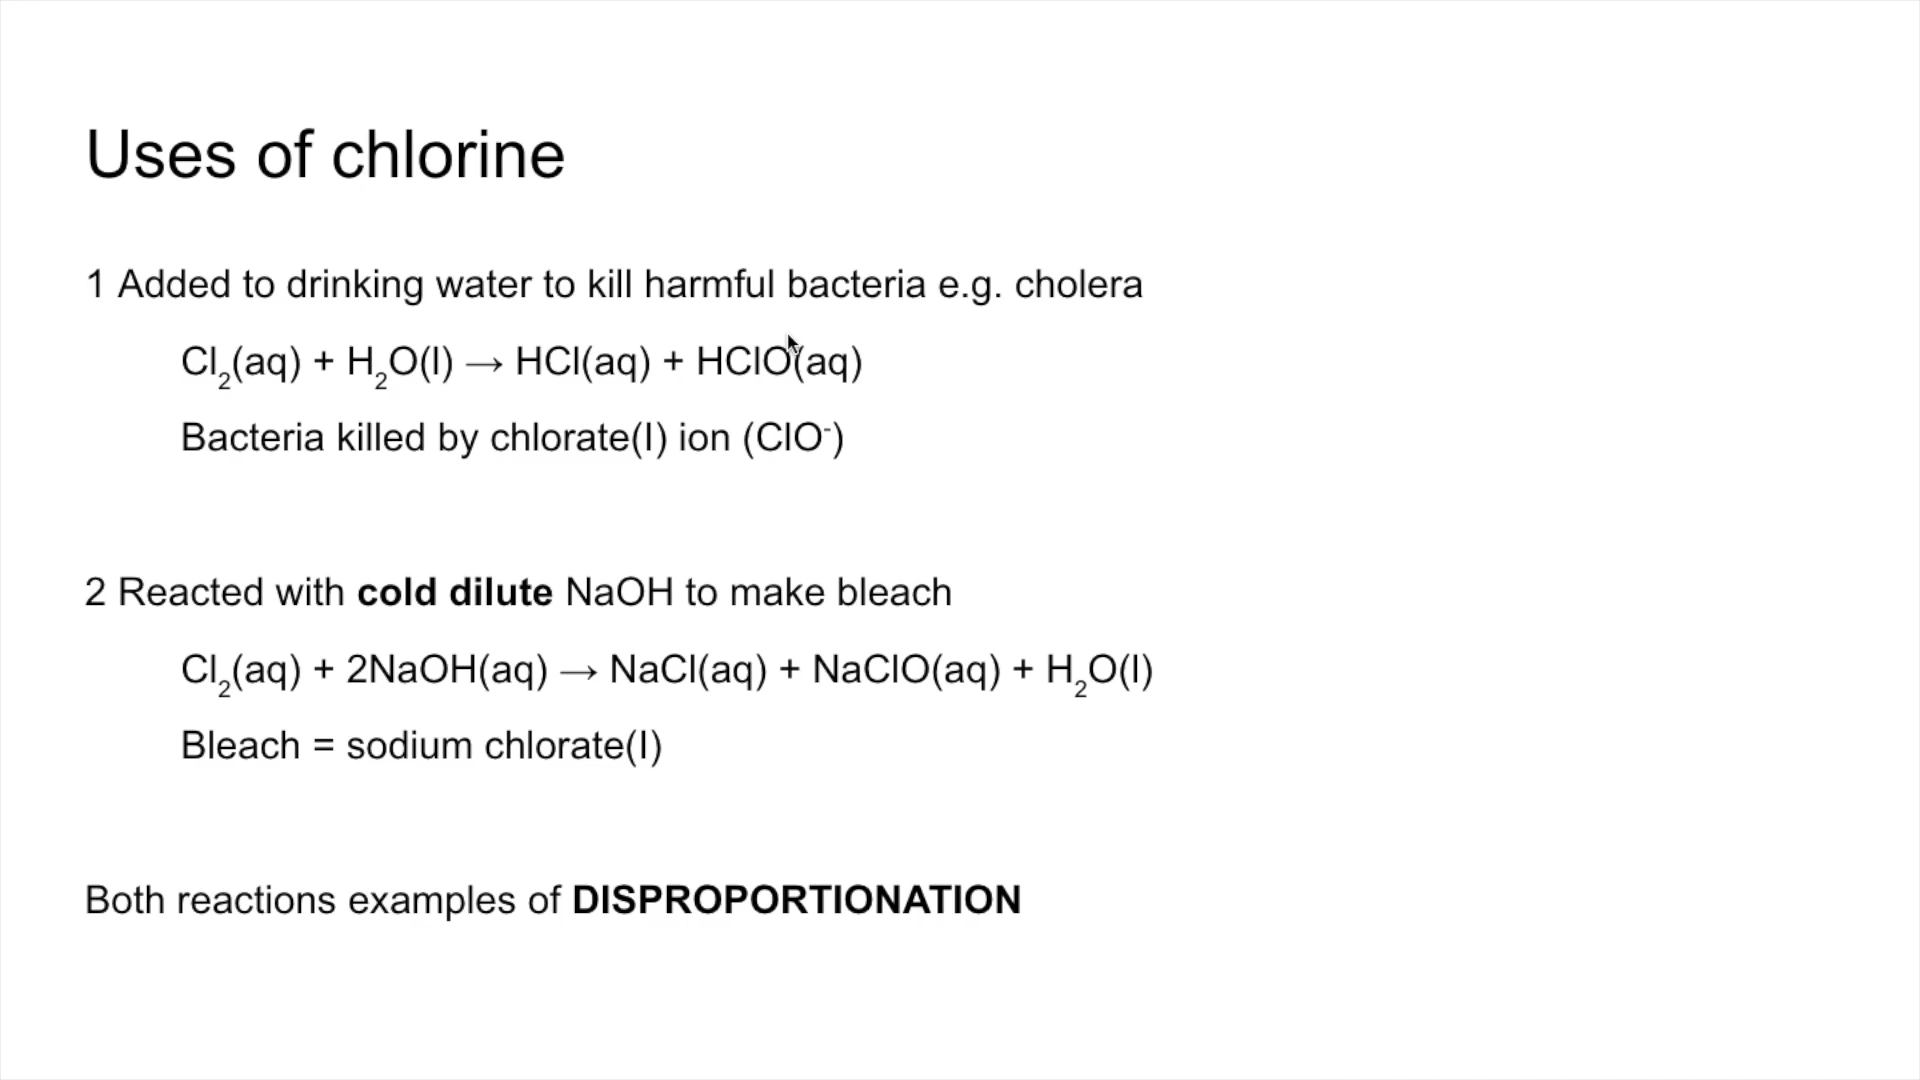 Uses of chlorine
1 Added to drinking water to kill harmful bacteria e.g. cholera
Cl₂(aq) + H₂O(l) → HCl(aq) + HClO(aq)
Bacteria killed by chlorate(I) ion (ClO⁻)
2 Reacted with cold dilute NaOH to make bleach
Cl₂(aq) + 2NaOH(aq) → NaCl(aq) + NaClO(aq) + H₂O(l)
Bleach = sodium chlorate(I)
Both reactions examples of DISPROPORTIONATION